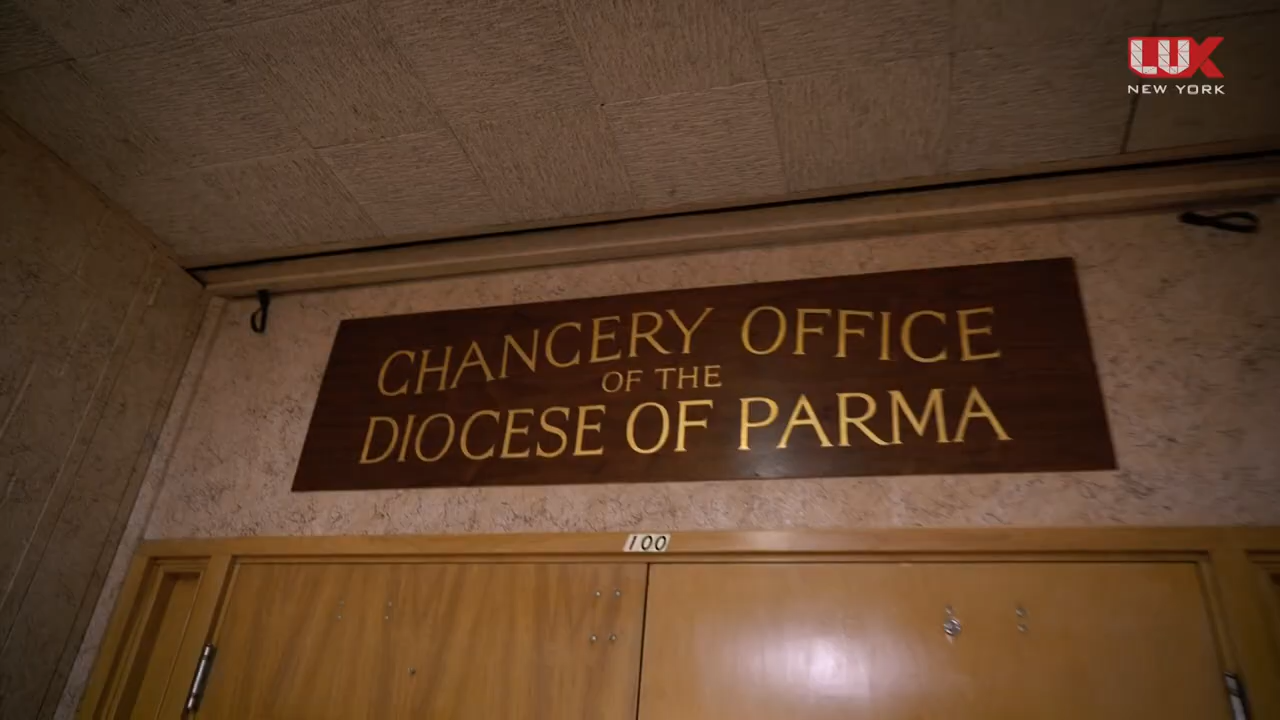 LUX
NEW YORK
CHANCERY OFFICE
OF THE
DIOCESE OF PARMA
100